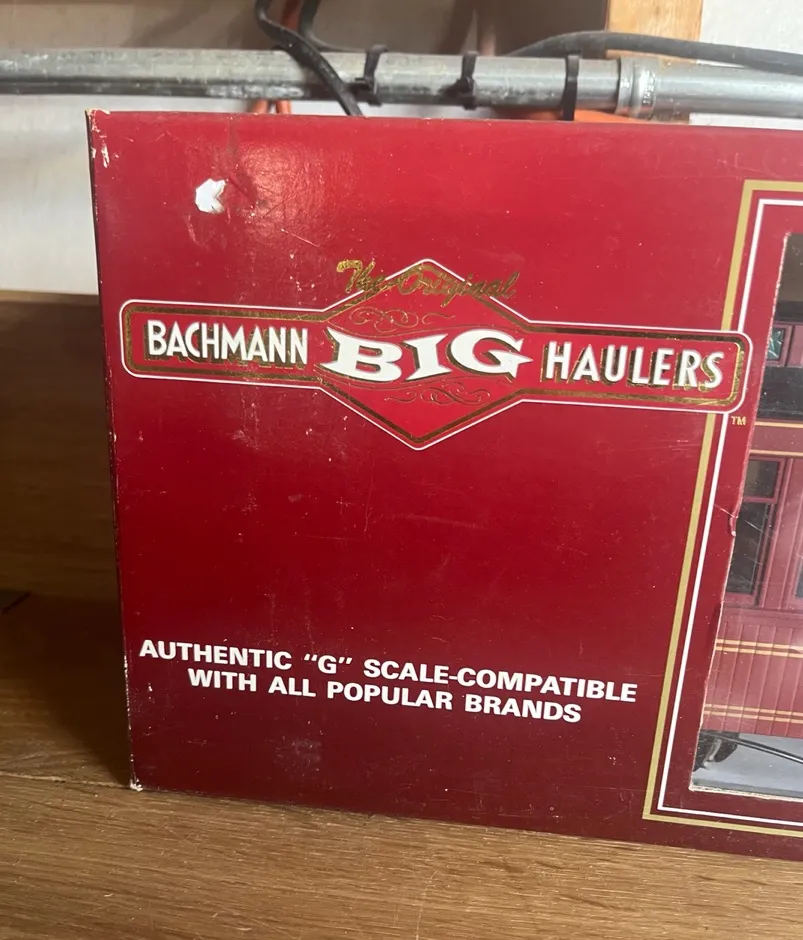 The Original
BACHMANN BIG HAULERS
TM
AUTHENTIC "G" SCALE-COMPATIBLE
WITH ALL POPULAR BRANDS